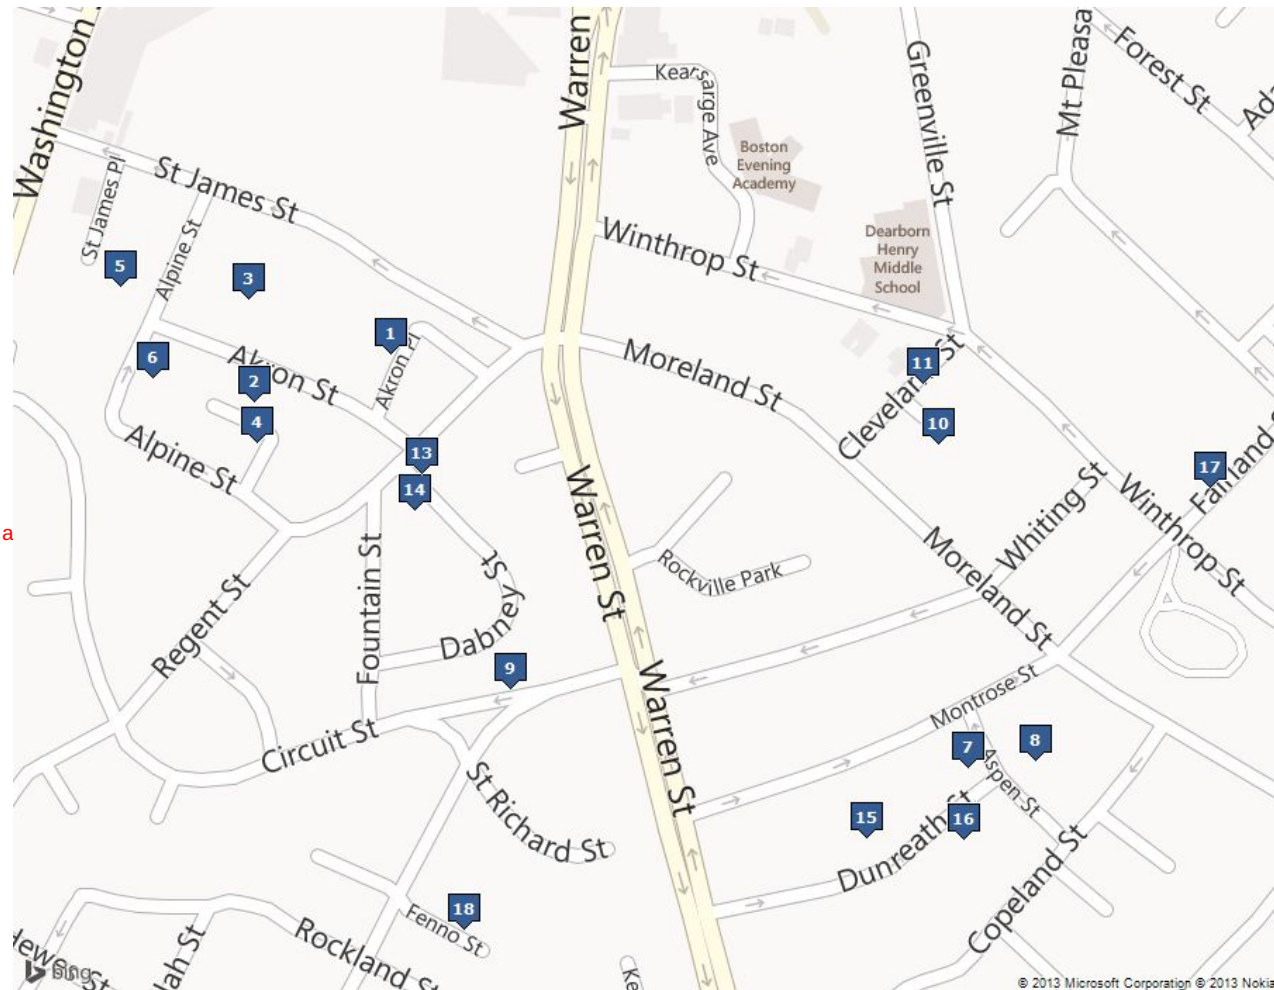 Washington
Warren
Kearsarge Ave
Boston
Evening
Academy
Greenville St
Mt Pleasa
Forest St
Ada
St James Pl
St James St
Alpine St
Winthrop St
Dearborn
Henry
Middle
School
5
3
1
6
2
4
Akron St
Akron Pl
Moreland St
11
Cleveland St
10
17
Fairland S
Alpine St
13
14
Warren St
Whiting St
Winthrop St
a
Fountain St
Dabney St
Rockville Park
Moreland St
Regent St
9
Circuit St
Warren St
Montrose St
7
8
Aspen St
St Richard St
15
16
Dunreath St
Copeland St
18
Fenno St
Rockland St
Hewes St
lah St
Ke
bing
© 2013 Microsoft Corporation © 2013 Nokia